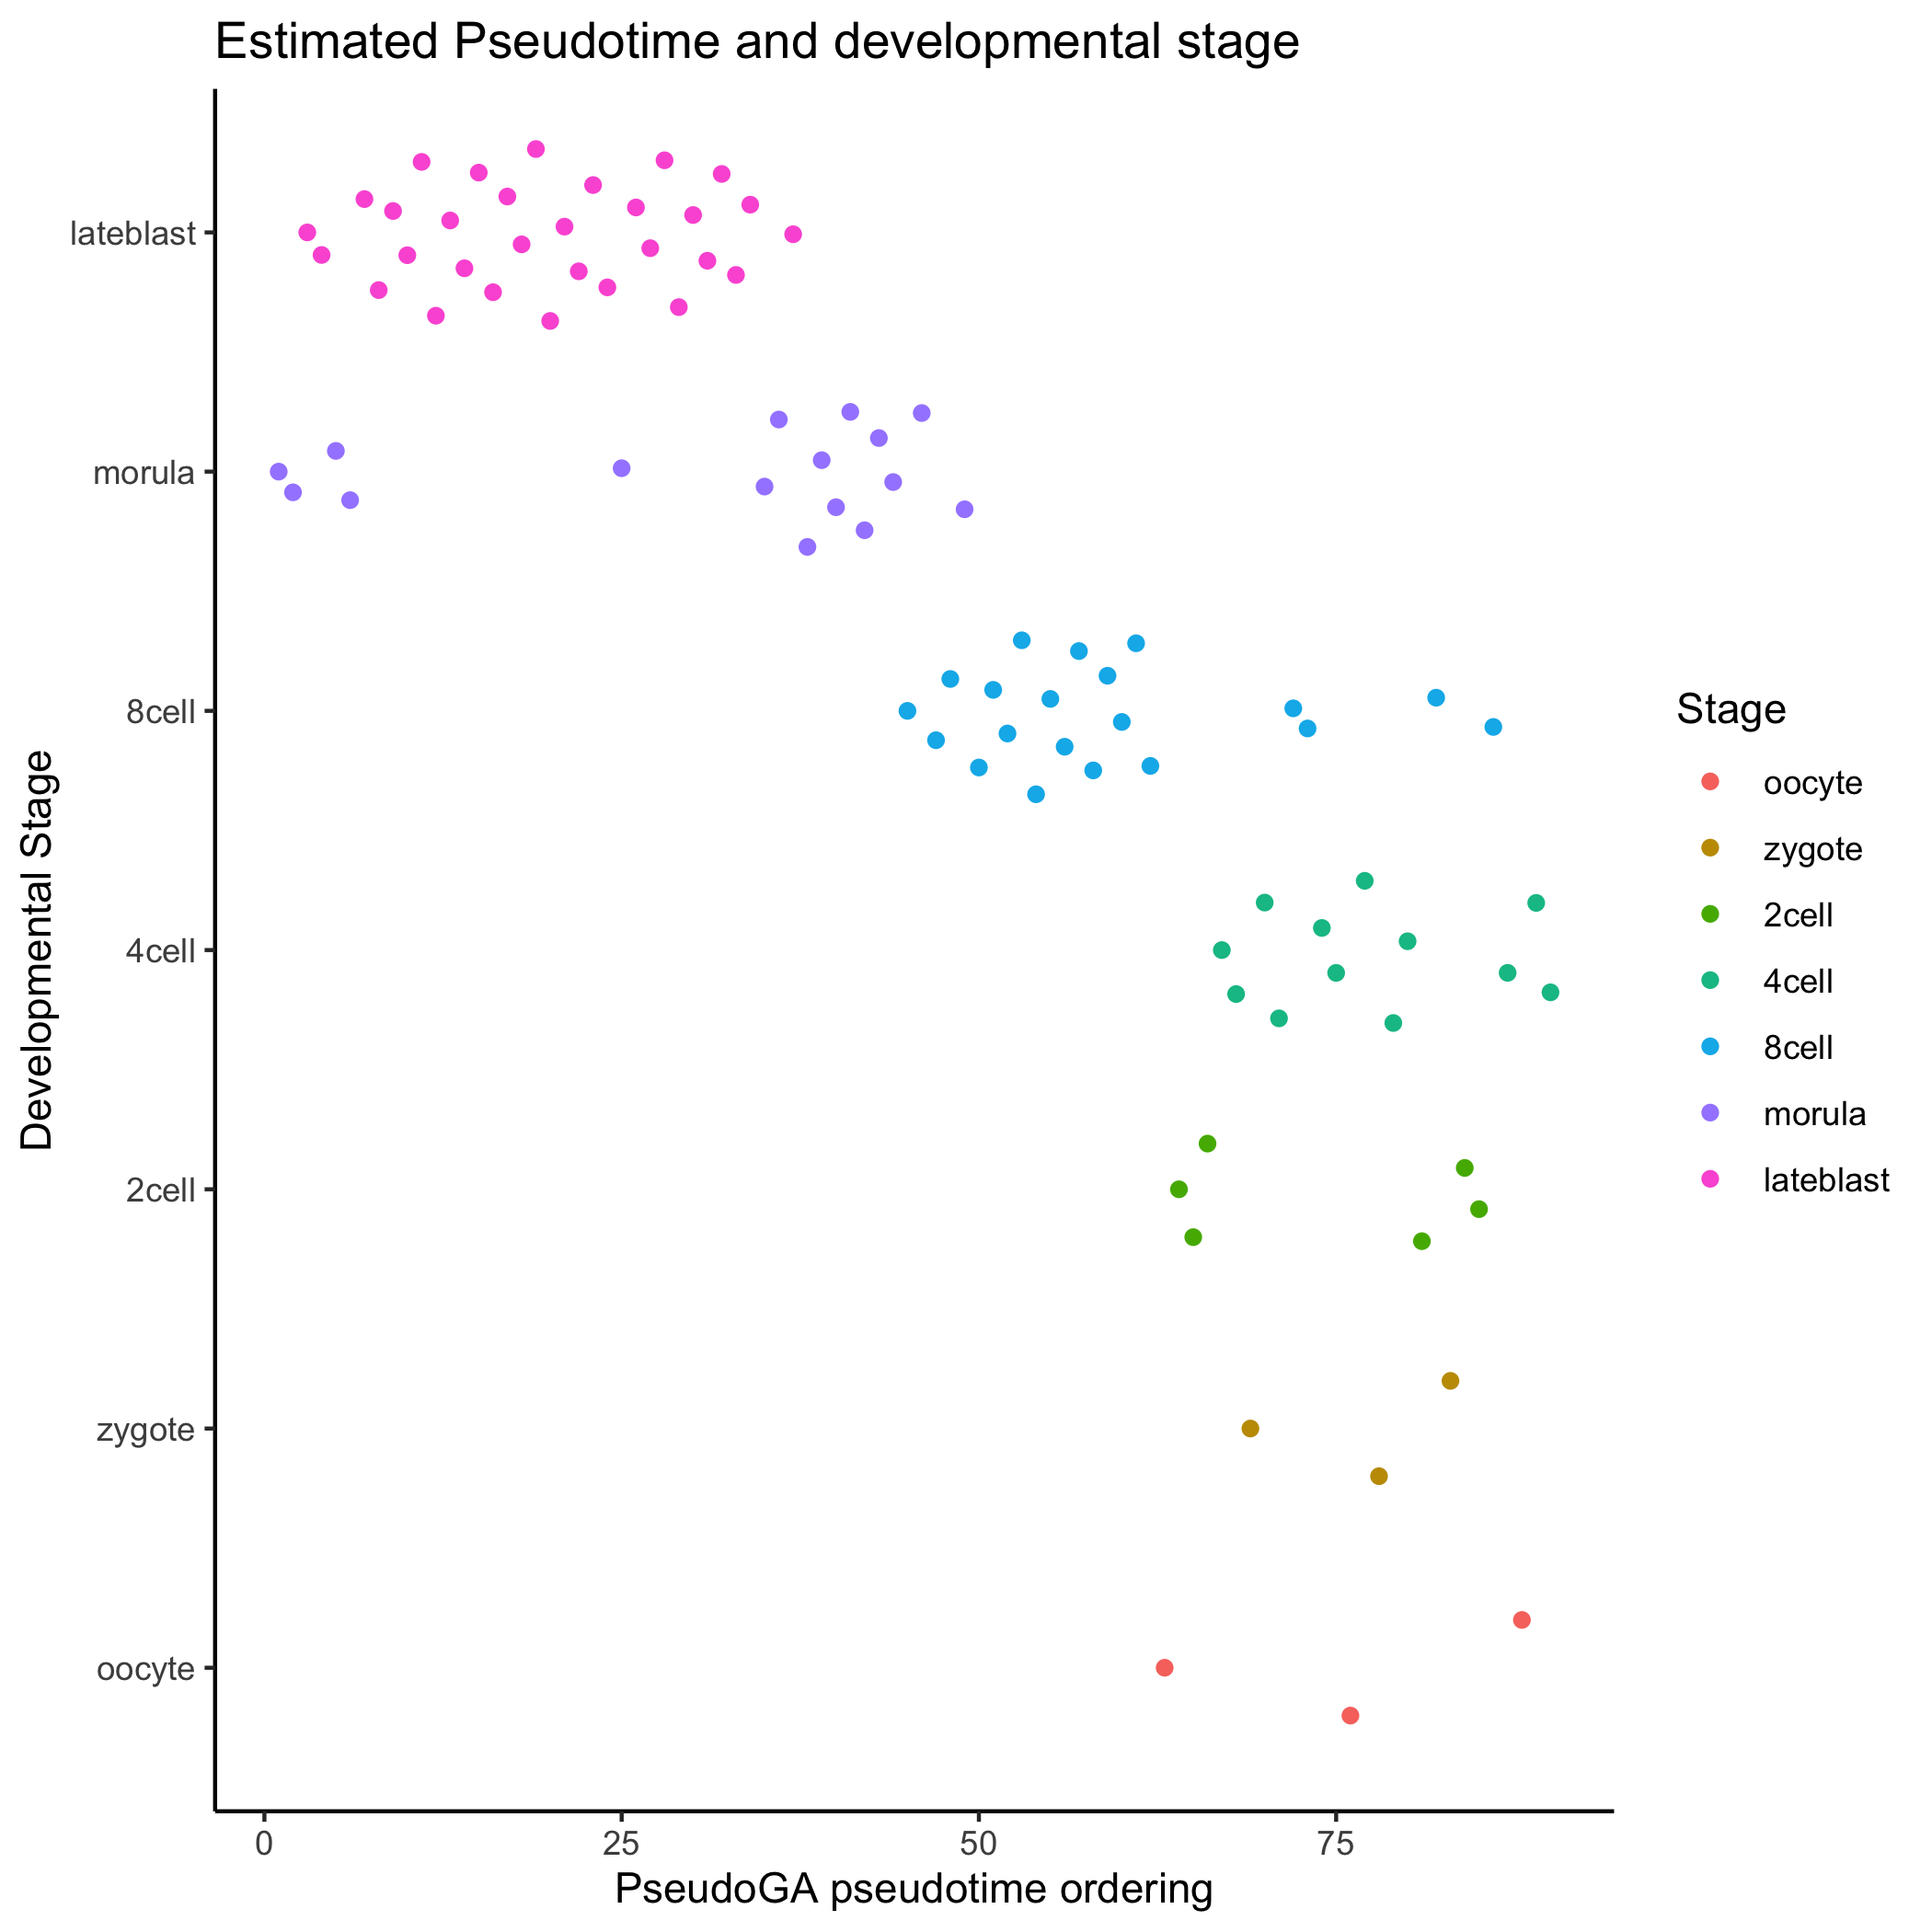 Estimated Pseudotime and developmental stage
Developmental Stage
lateblast
morula
8cell
4cell
2cell
zygote
oocyte
0 25 50 75
PseudoGA pseudotime ordering
Stage
oocyte
zygote
2cell
4cell
8cell
morula
lateblast